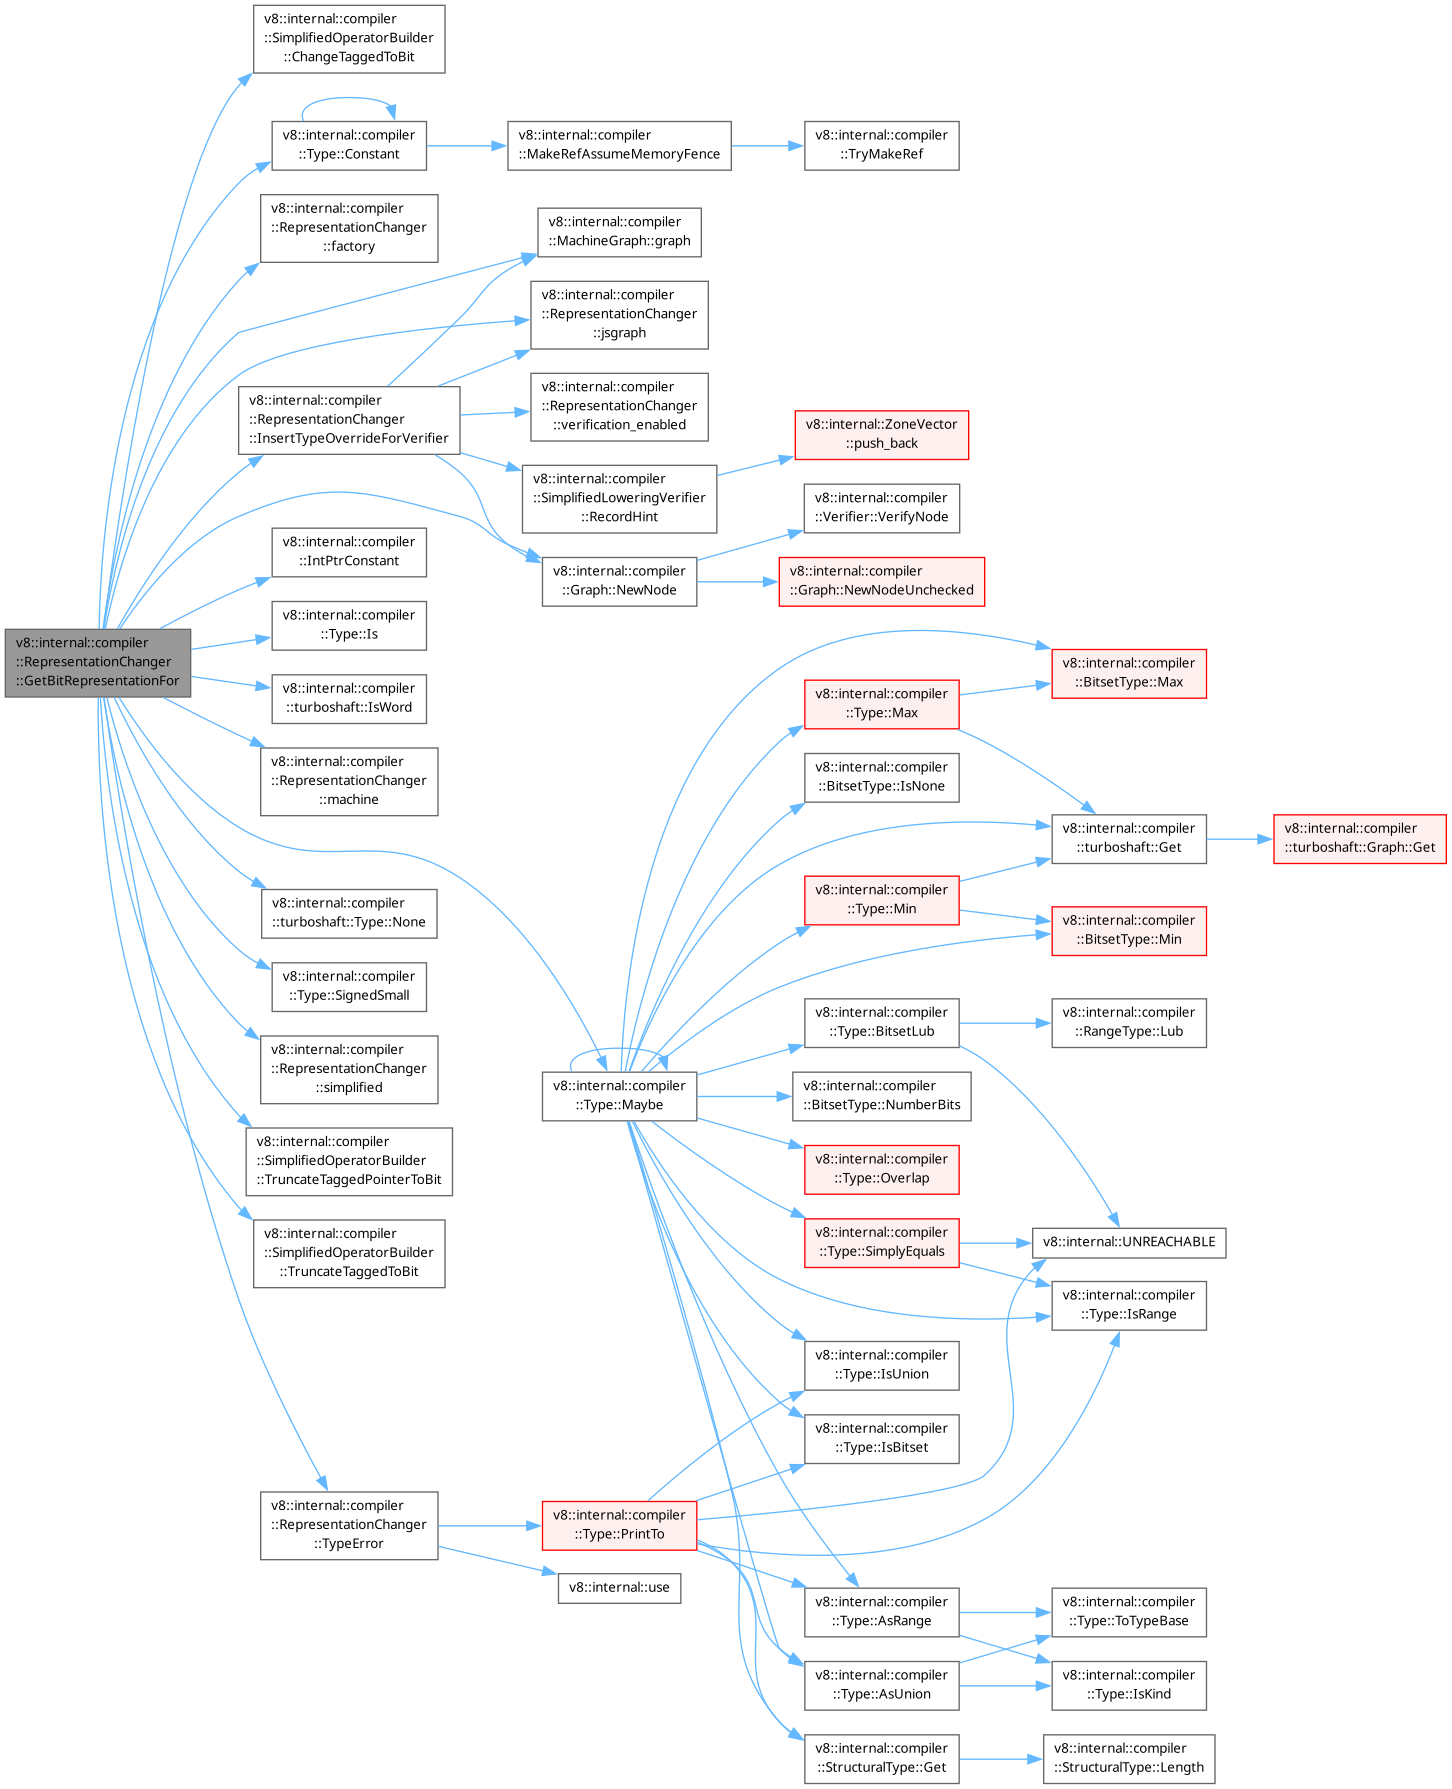 v8::internal::compiler
::SimplifiedOperatorBuilder
::ChangeTaggedToBit
v8::internal::compiler
::Type::Constant
v8::internal::compiler
::MakeRefAssumeMemoryFence
v8::internal::compiler
::TryMakeRef
v8::internal::compiler
::RepresentationChanger
::factory
v8::internal::compiler
::MachineGraph::graph
v8::internal::compiler
::RepresentationChanger
::jsgraph
v8::internal::compiler
::RepresentationChanger
::InsertTypeOverrideForVerifier
v8::internal::compiler
::RepresentationChanger
::verification_enabled
v8::internal::ZoneVector
::push_back
v8::internal::compiler
::SimplifiedLoweringVerifier
::RecordHint
v8::internal::compiler
::Verifier::VerifyNode
v8::internal::compiler
::IntPtrConstant
v8::internal::compiler
::Graph::NewNode
v8::internal::compiler
::Graph::NewNodeUnchecked
v8::internal::compiler
::Type::Is
v8::internal::compiler
::RepresentationChanger
::GetBitRepresentationFor
v8::internal::compiler
::turboshaft::IsWord
v8::internal::compiler
::BitsetType::Max
v8::internal::compiler
::Type::Max
v8::internal::compiler
::RepresentationChanger
::machine
v8::internal::compiler
::BitsetType::IsNone
v8::internal::compiler
::turboshaft::Get
v8::internal::compiler
::turboshaft::Graph::Get
v8::internal::compiler
::turboshaft::Type::None
v8::internal::compiler
::Type::Min
v8::internal::compiler
::BitsetType::Min
v8::internal::compiler
::Type::SignedSmall
v8::internal::compiler
::Type::BitsetLub
v8::internal::compiler
::RangeType::Lub
v8::internal::compiler
::RepresentationChanger
::simplified
v8::internal::compiler
::Type::Maybe
v8::internal::compiler
::BitsetType::NumberBits
v8::internal::compiler
::SimplifiedOperatorBuilder
::TruncateTaggedPointerToBit
v8::internal::compiler
::Type::Overlap
v8::internal::compiler
::SimplifiedOperatorBuilder
::TruncateTaggedToBit
v8::internal::compiler
::Type::SimplyEquals
v8::internal::UNREACHABLE
v8::internal::compiler
::Type::IsRange
v8::internal::compiler
::Type::IsUnion
v8::internal::compiler
::Type::IsBitset
v8::internal::compiler
::RepresentationChanger
::TypeError
v8::internal::compiler
::Type::PrintTo
v8::internal::use
v8::internal::compiler
::Type::AsRange
v8::internal::compiler
::Type::ToTypeBase
v8::internal::compiler
::Type::AsUnion
v8::internal::compiler
::Type::IsKind
v8::internal::compiler
::StructuralType::Get
v8::internal::compiler
::StructuralType::Length